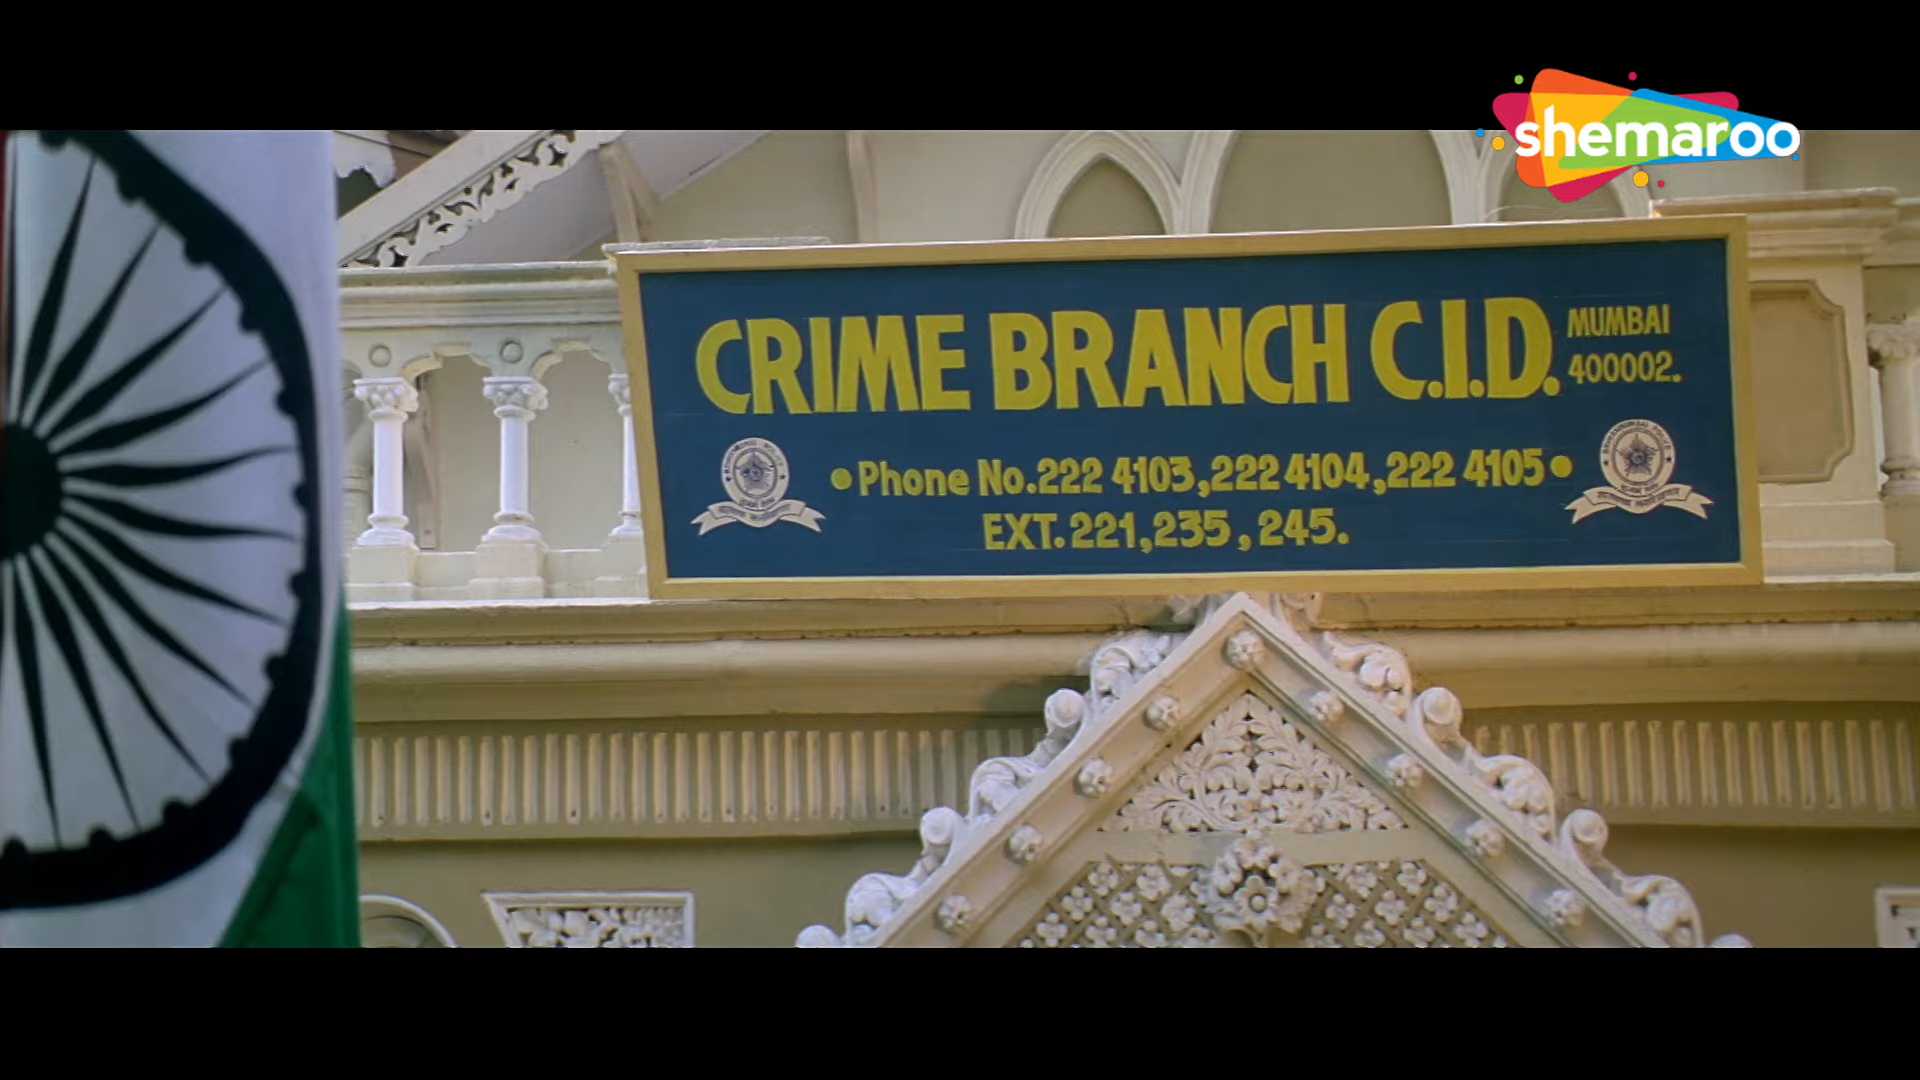 shemaroo
CRIME BRANCH C.I.D. MUMBAI 400002.
•Phone No.222 4103,222 4104,222 4105•
EXT.221,235,245.